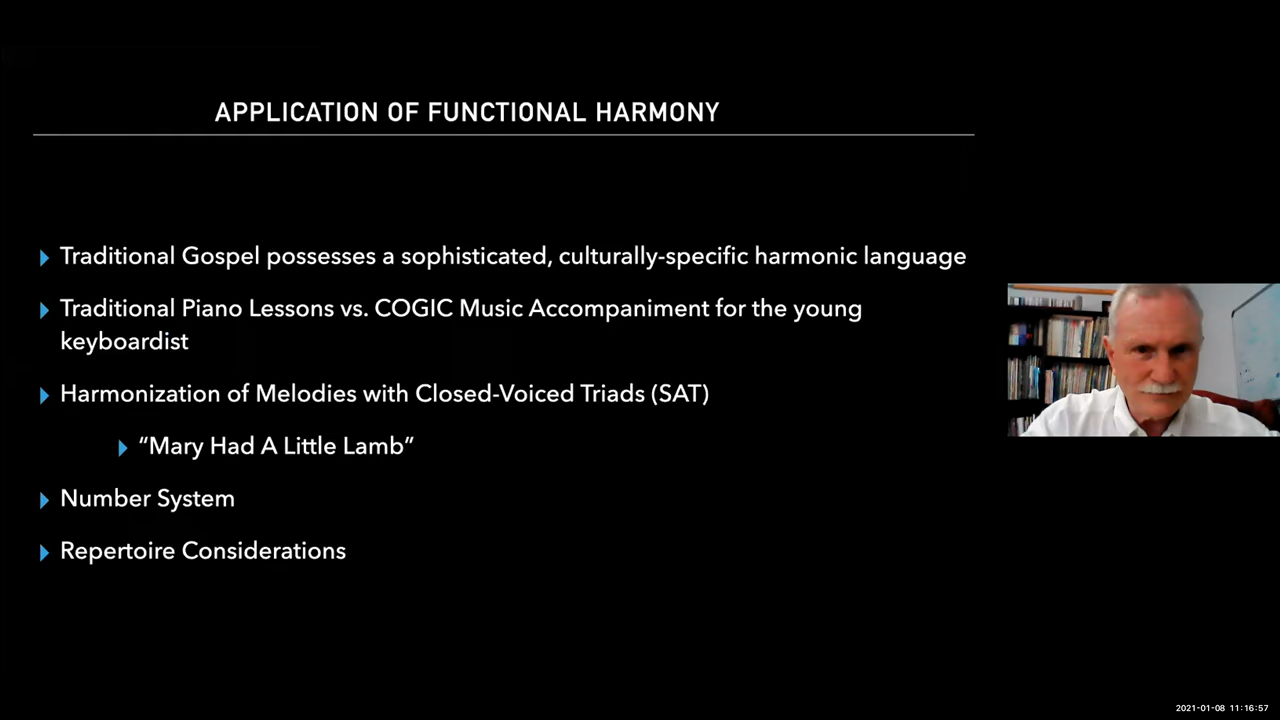 APPLICATION OF FUNCTIONAL HARMONY
Traditional Gospel possesses a sophisticated, culturally-specific harmonic language
Traditional Piano Lessons vs. COGIC Music Accompaniment for the young
keyboardist
Harmonization of Melodies with Closed-Voiced Triads (SAT)
“Mary Had A Little Lamb”
Number System
Repertoire Considerations
2021-01-08 11:16:57